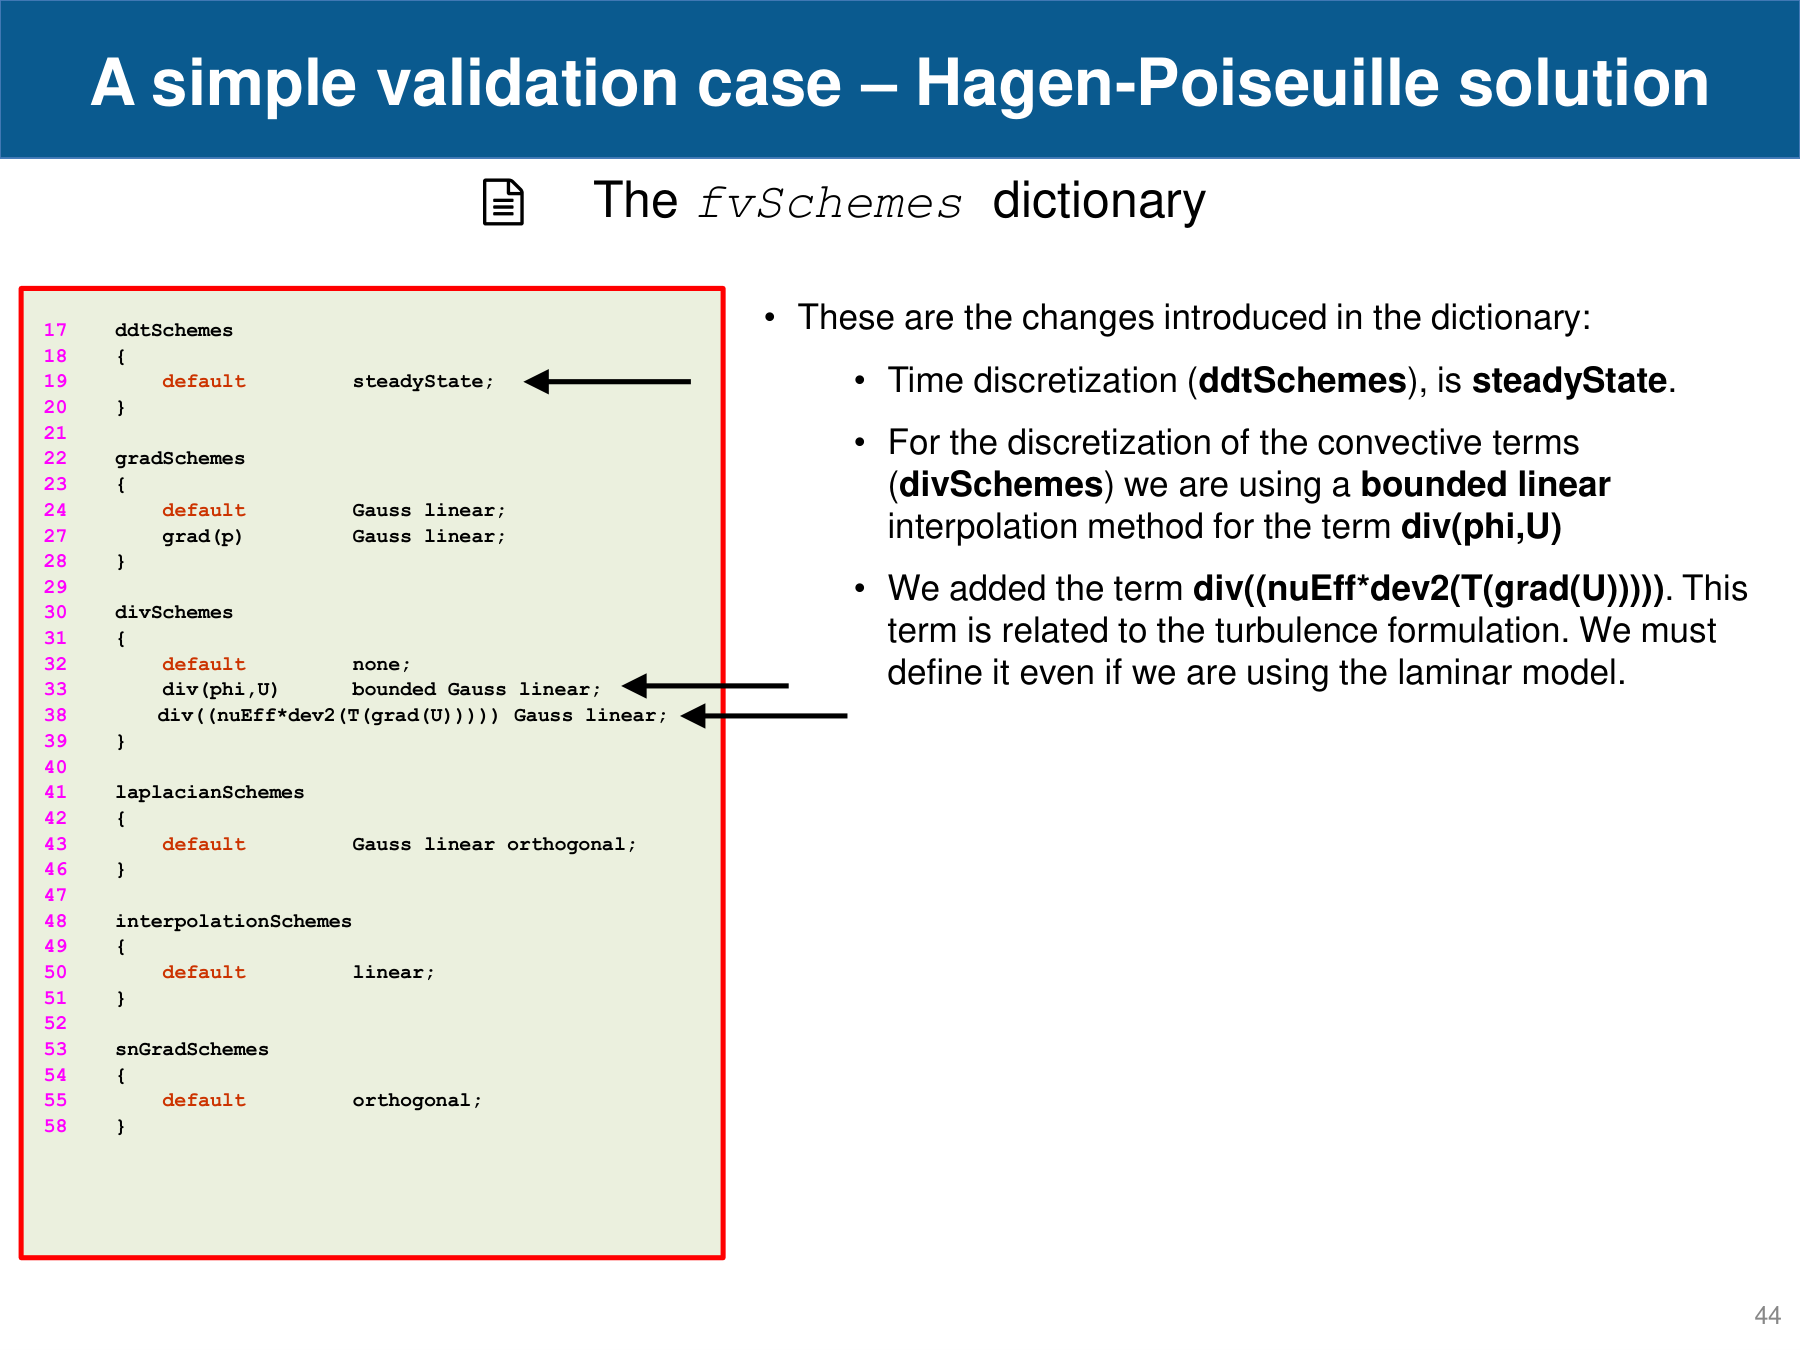 A simple validation case – Hagen-Poiseuille solution
The fvSchemes dictionary
17 ddtSchemes
18 {
19 default steadyState;
20 }
21
22 gradSchemes
23 {
24 default Gauss linear;
27 grad(p) Gauss linear;
28 }
29
30 divSchemes
31 {
32 default none;
33 div(phi,U) bounded Gauss linear;
38 div((nuEff*dev2(T(grad(U))))) Gauss linear;
39 }
40
41 laplacianSchemes
42 {
43 default Gauss linear orthogonal;
46 }
47
48 interpolationSchemes
49 {
50 default linear;
51 }
52
53 snGradSchemes
54 {
55 default orthogonal;
58 }
• These are the changes introduced in the dictionary:
• Time discretization (ddtSchemes), is steadyState.
• For the discretization of the convective terms
(divSchemes) we are using a bounded linear
interpolation method for the term div(phi,U)
• We added the term div((nuEff*dev2(T(grad(U))))). This
term is related to the turbulence formulation. We must
define it even if we are using the laminar model.
44